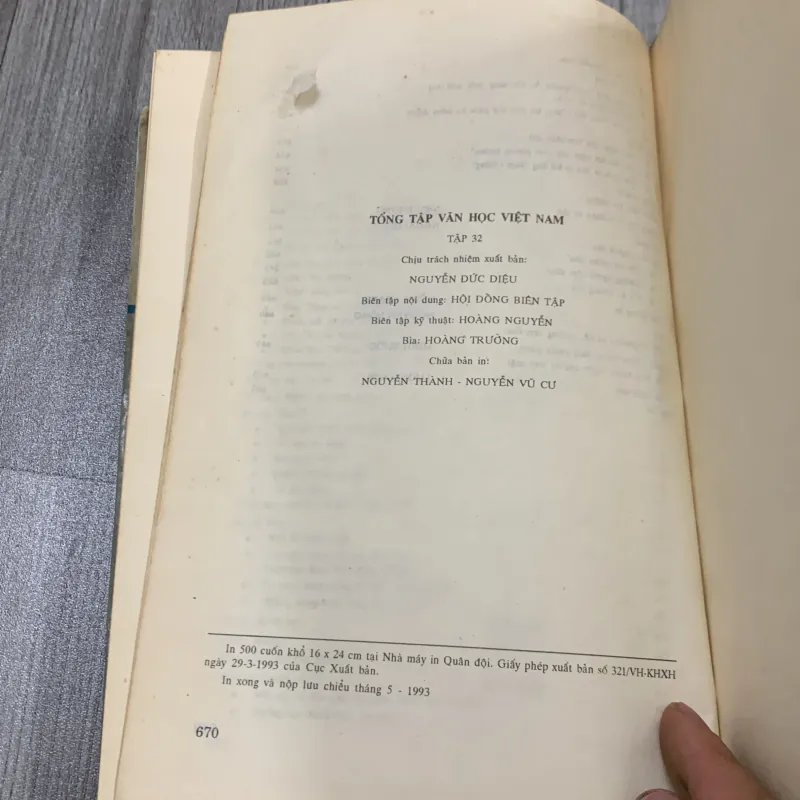 TỔNG TẬP VĂN HỌC VIỆT NAM
TẬP 32
Chịu trách nhiệm xuất bản:
NGUYỄN ĐỨC DIỆU
Biên tập nội dung: HỘI ĐỒNG BIÊN TẬP
Biên tập kỹ thuật: HOÀNG NGUYỄN
Bìa: HOÀNG TRƯỜNG
Chữa bản in:
NGUYỄN THÀNH - NGUYỄN VŨ CƯ
In 500 cuốn khổ 16 x 24 cm tại Nhà máy in Quân đội. Giấy phép xuất bản số 321/VH-KHXH
ngày 29-3-1993 của Cục Xuất bản.
In xong và nộp lưu chiểu tháng 5 - 1993
670